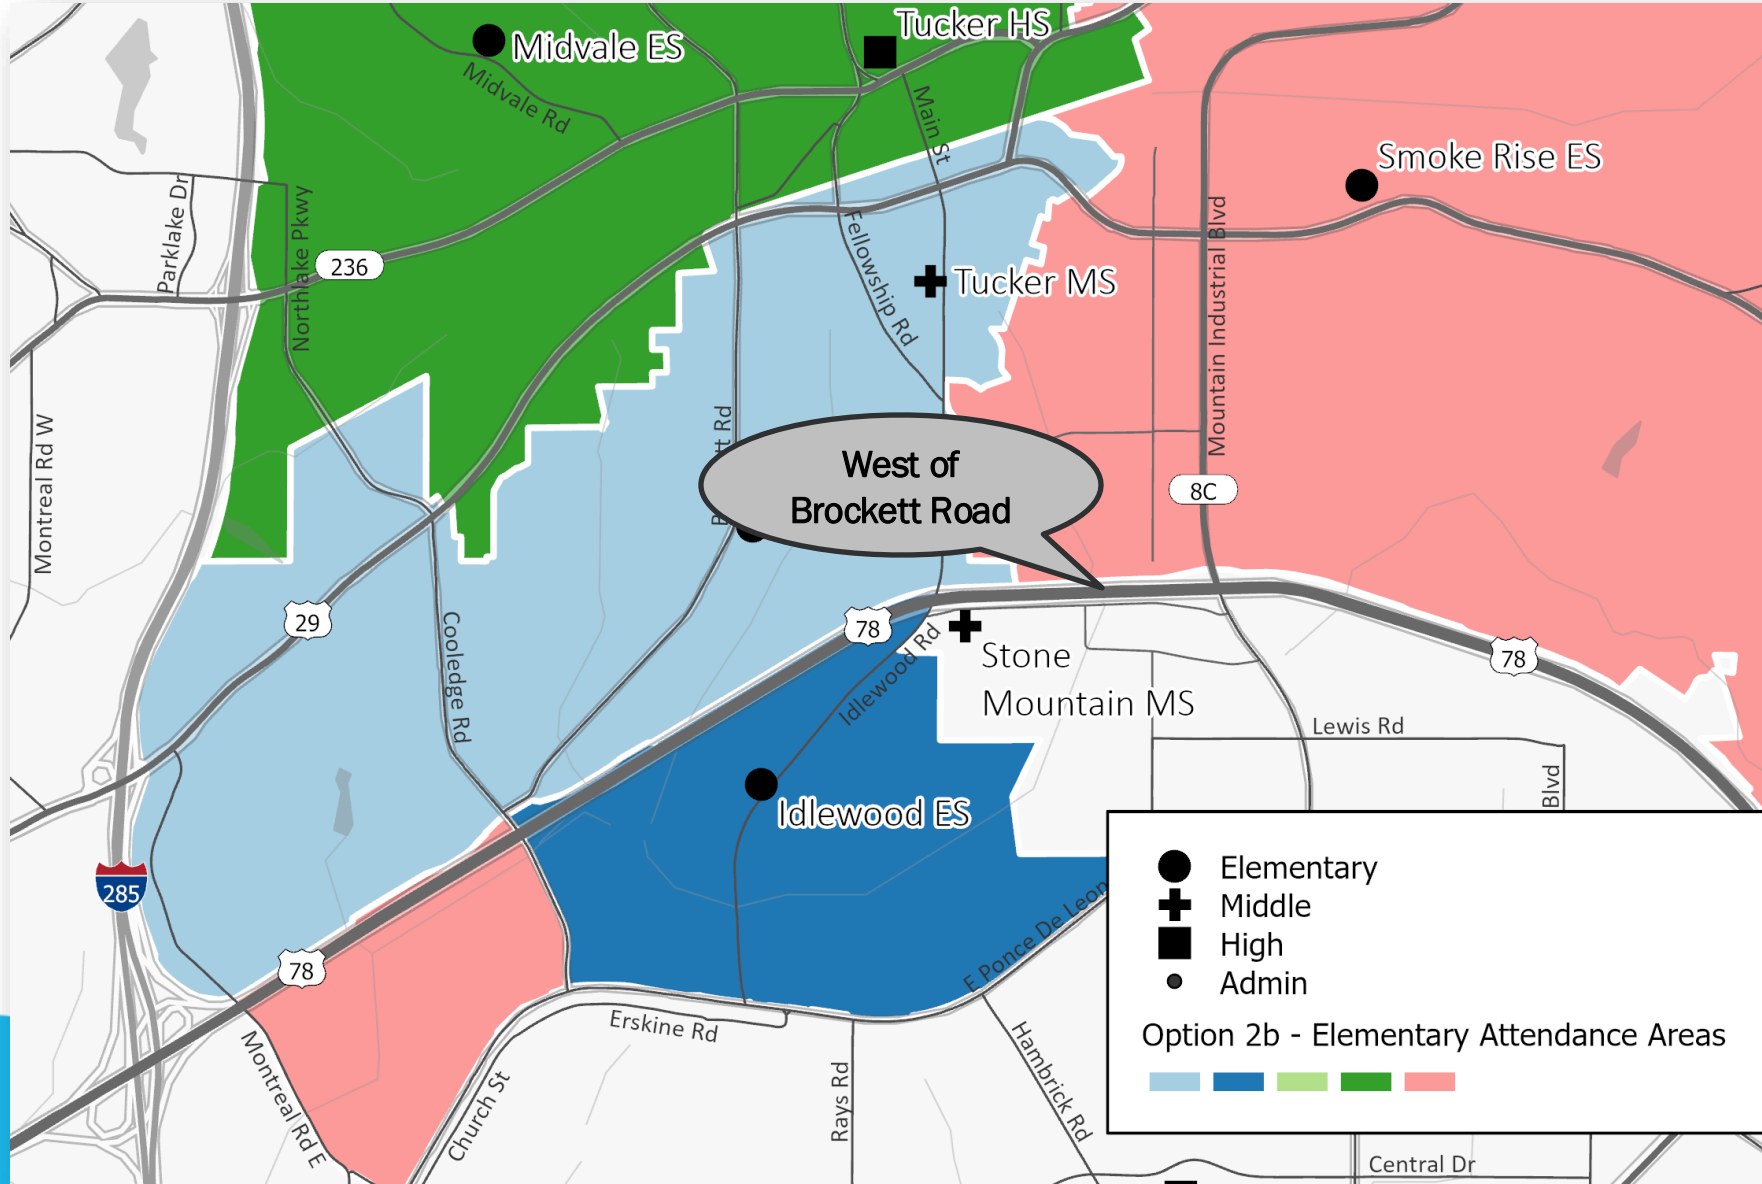 Tucker HS
Midvale ES
Midvale Rd
Main St
Smoke Rise ES
Parklake Dr
Northlake Pkwy
236
Fellowship Rd
Tucker MS
Mountain Industrial Blvd
Montreal Rd W
West of
Brockett Road
8C
29
Cooledge Rd
78
Idlewood Rd
Stone
Mountain MS
78
Lewis Rd
Blvd
Idlewood ES
285
78
E Ponce De Leon
Erskine Rd
Montreal Rd E
Church St
Rays Rd
Hambrick Rd
Elementary
Middle
High
Admin
Option 2b - Elementary Attendance Areas
Central Dr